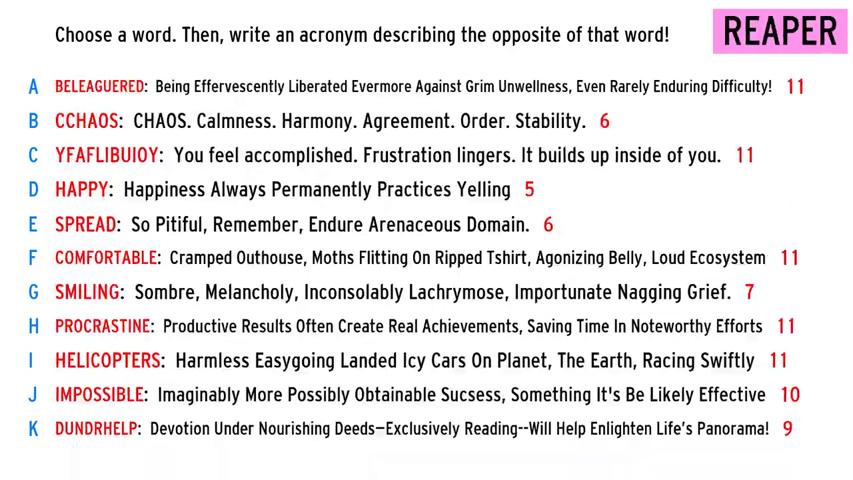 Choose a word. Then, write an acronym describing the opposite of that word!
REAPER
A BELEAGUERED: Being Effervescently Liberated Evermore Against Grim Unwellness, Even Rarely Enduring Difficulty! 11
B CCHAOS: CHAOS. Calmness. Harmony. Agreement. Order. Stability. 6
C YFAFLIBUIOY: You feel accomplished. Frustration lingers. It builds up inside of you. 11
D HAPPY: Happiness Always Permanently Practices Yelling 5
E SPREAD: So Pitiful, Remember, Endure Arenaceous Domain. 6
F COMFORTABLE: Cramped Outhouse, Moths Flitting On Ripped Tshirt, Agonizing Belly, Loud Ecosystem 11
G SMILING: Sombre, Melancholy, Inconsolably Lachrymose, Importunate Nagging Grief. 7
H PROCRASTINE: Productive Results Often Create Real Achievements, Saving Time In Noteworthy Efforts 11
I HELICOPTERS: Harmless Easygoing Landed Icy Cars On Planet, The Earth, Racing Swiftly 11
J IMPOSSIBLE: Imaginably More Possibly Obtainable Sucsess, Something It's Be Likely Effective 10
K DUNDRHELP: Devotion Under Nourishing Deeds—Exclusively Reading--Will Help Enlighten Life's Panorama! 9